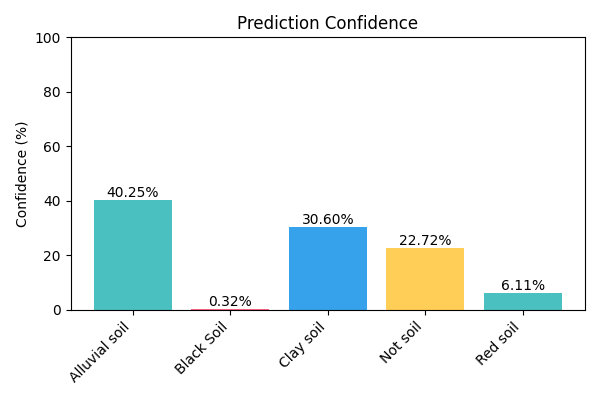 Prediction Confidence
Confidence (%)
100
80
60
40
20
0
40.25%
0.32%
30.60%
22.72%
6.11%
Alluvial soil
Black Soil
Clay soil
Not soil
Red soil